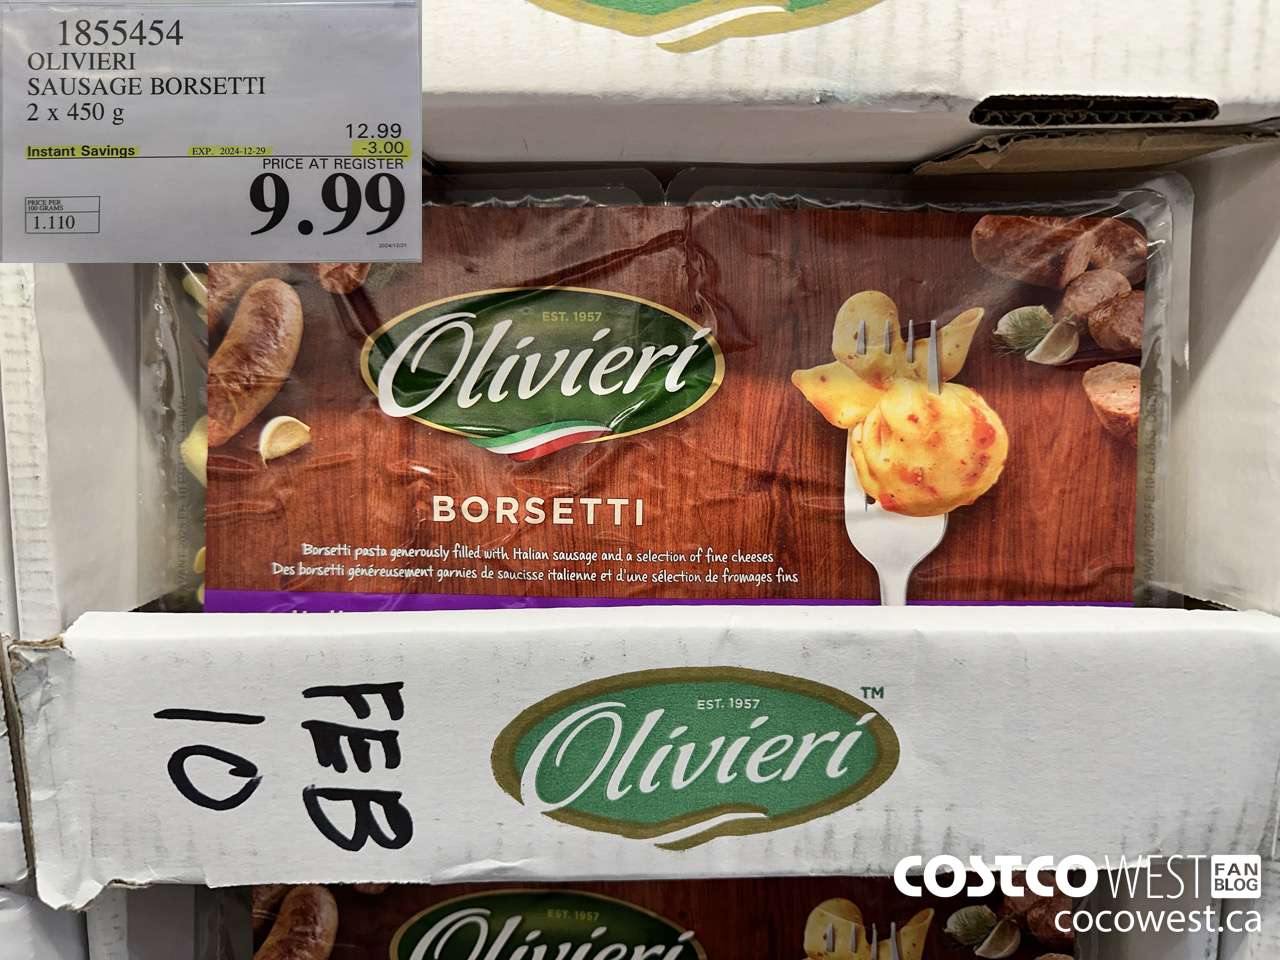 1855454
OLIVIERI
SAUSAGE BORSETTI
2 x 450 g
12.99
Instant Savings EXP. 2024-12-29 -3.00
PRICE AT REGISTER
9.99
PRICE PER
100 GRAMS
1.110
2024/12/21
EST. 1957
Olivieri
BORSETTI
Borsetti pasta generously filled with Italian sausage and a selection of fine cheeses
Des borsetti généreusement garnies de saucisse italienne et d'une sélection de fromages fins
FEB
10
EST. 1957
Olivieri TM
COSTCO WEST FAN BLOG
cocowest.ca
EST. 1957
Olivieri